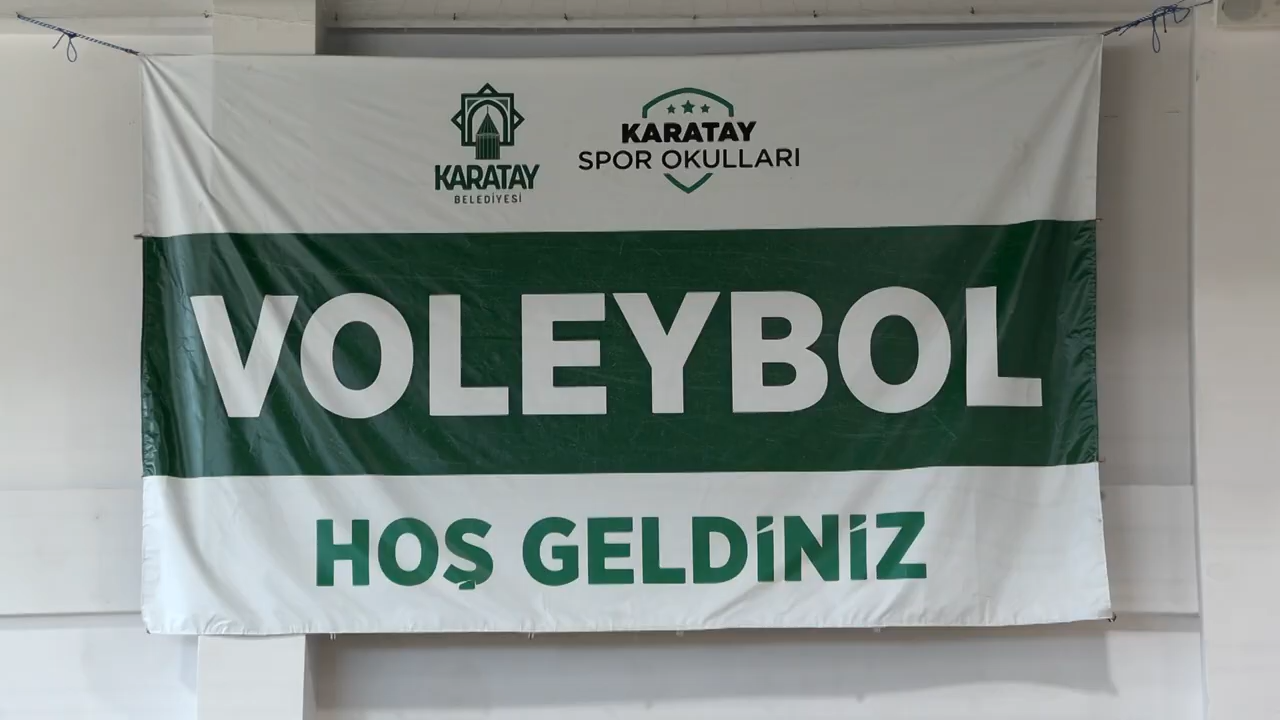 KARATAY
BELEDİYESİ
KARATAY
SPOR OKULLARI
VOLEYBOL
HOŞ GELDİNİZ